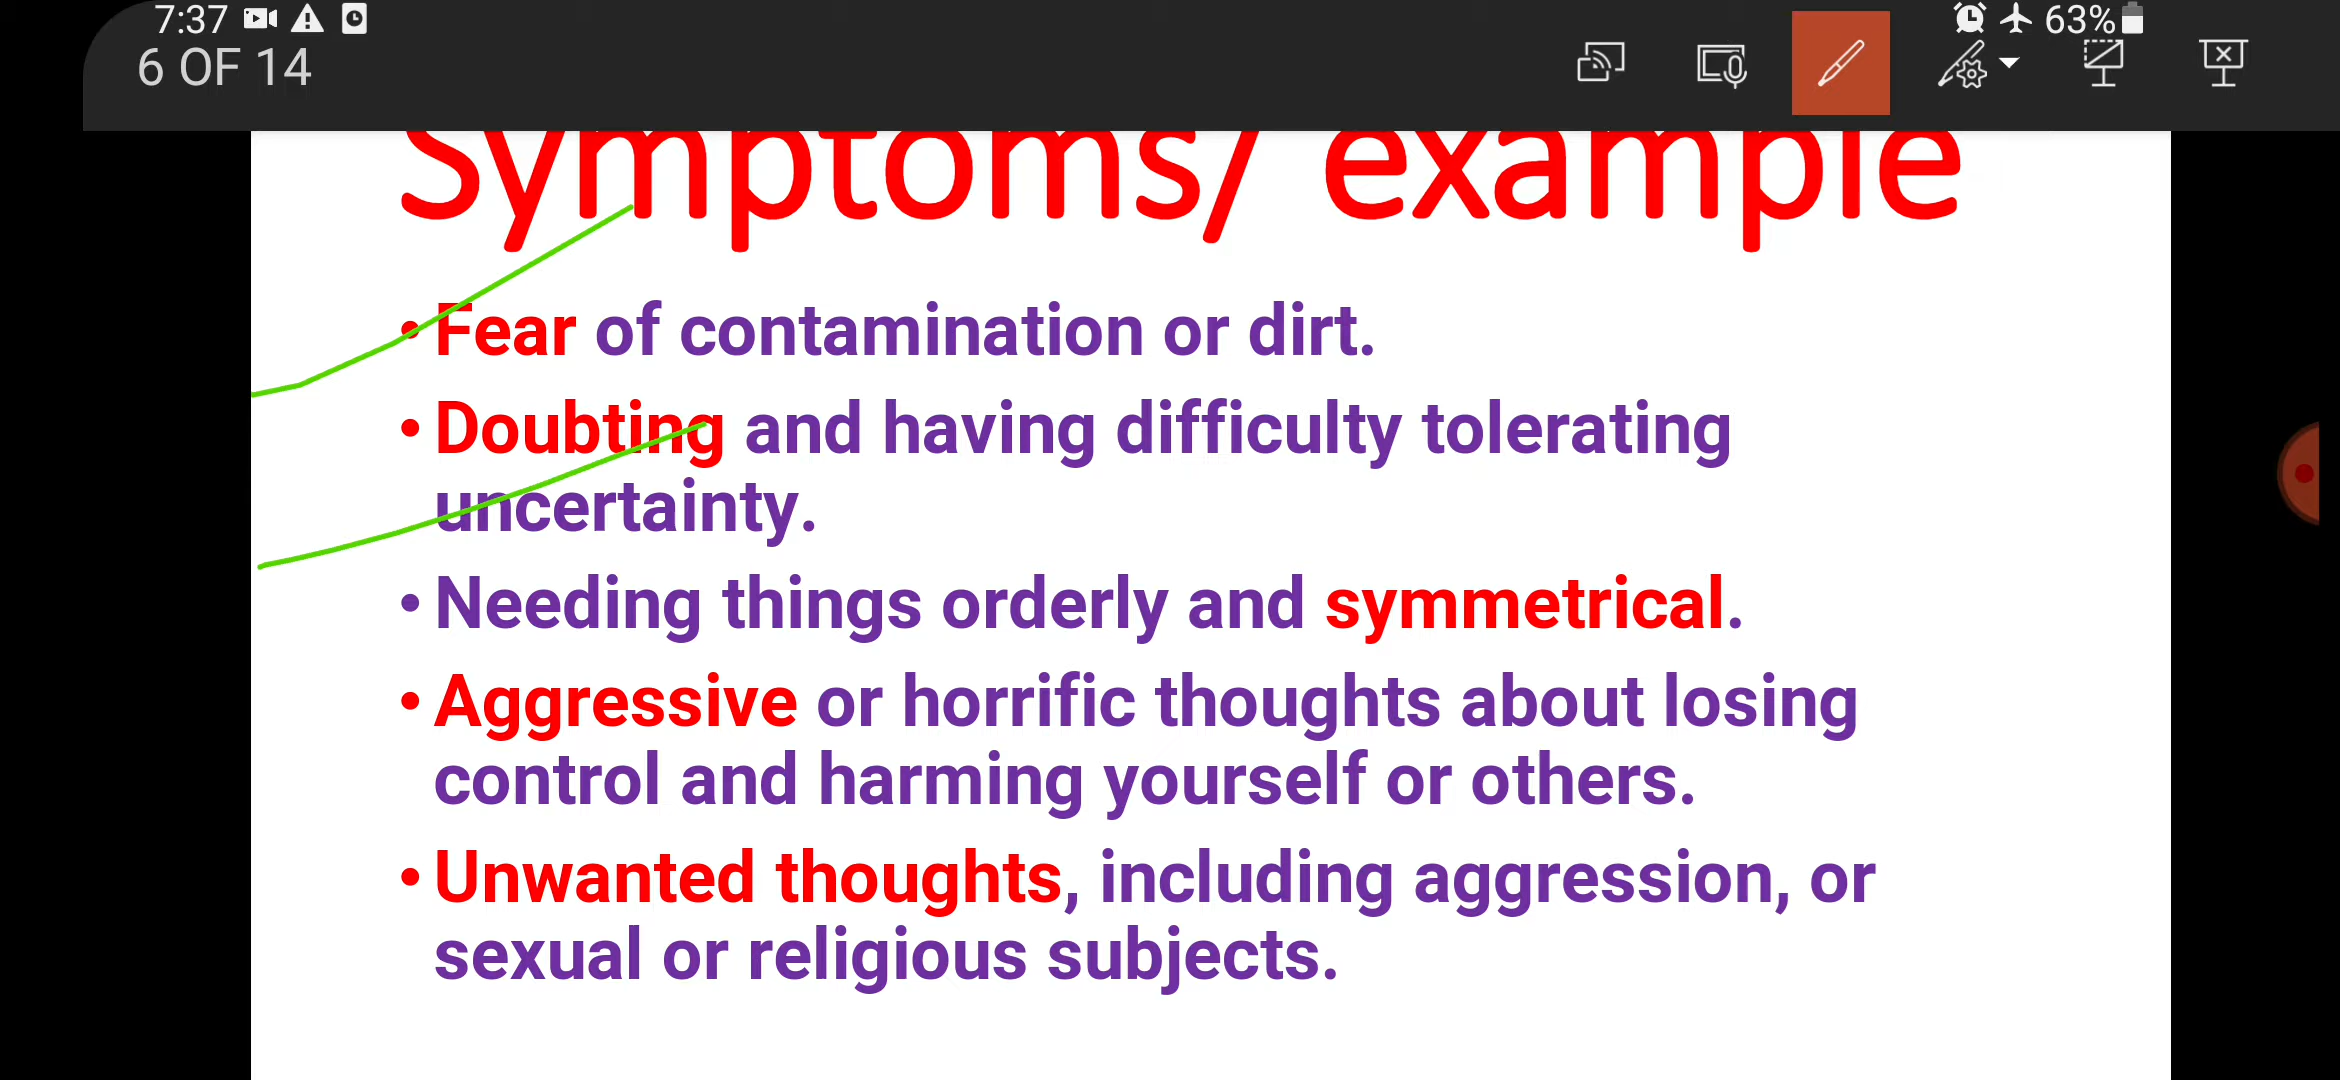 7:37
63%
6 OF 14
Symptoms/ example
• Fear of contamination or dirt.
• Doubting and having difficulty tolerating
uncertainty.
• Needing things orderly and symmetrical.
• Aggressive or horrific thoughts about losing
control and harming yourself or others.
• Unwanted thoughts, including aggression, or
sexual or religious subjects.